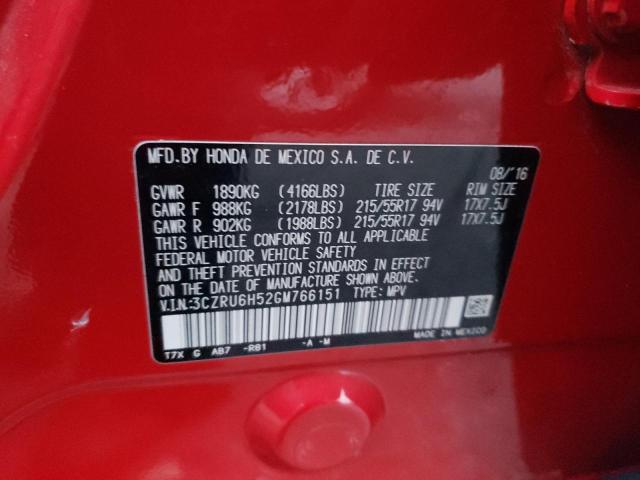 MFD.BY HONDA DE MEXICO S.A. DE C.V.
08/'16
GVWR 1890KG (4166LBS) TIRE SIZE RIM SIZE
GAWR F 988KG (2178LBS) 215/55R17 94V 17X7.5J
GAWR R 902KG (1988LBS) 215/55R17 94V 17X7.5J
THIS VEHICLE CONFORMS TO ALL APPLICABLE
FEDERAL MOTOR VEHICLE SAFETY
AND THEFT PREVENTION STANDARDS IN EFFECT
ON THE DATE OF MANUFACTURE SHOWN ABOVE.
V.I.N.:3CZRU6H52GM766151 TYPE: MPV
T7X G AB7 -R81 -A -M MADE IN MEXICO